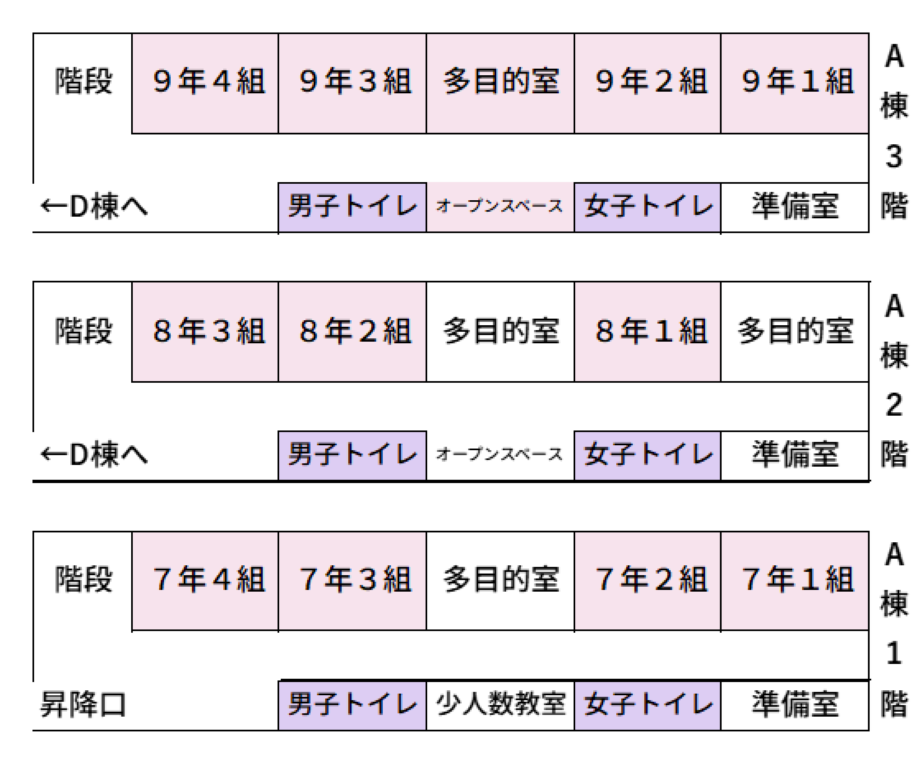 階段 ９年４組 ９年３組 多目的室 ９年２組 ９年１組
←D棟へ 男子トイレ オープンスペース 女子トイレ 準備室
A棟3階
階段 ８年３組 ８年２組 多目的室 ８年１組 多目的室
←D棟へ 男子トイレ オープンスペース 女子トイレ 準備室
A棟2階
階段 ７年４組 ７年３組 多目的室 ７年２組 ７年１組
昇降口 男子トイレ 少人数教室 女子トイレ 準備室
A棟1階